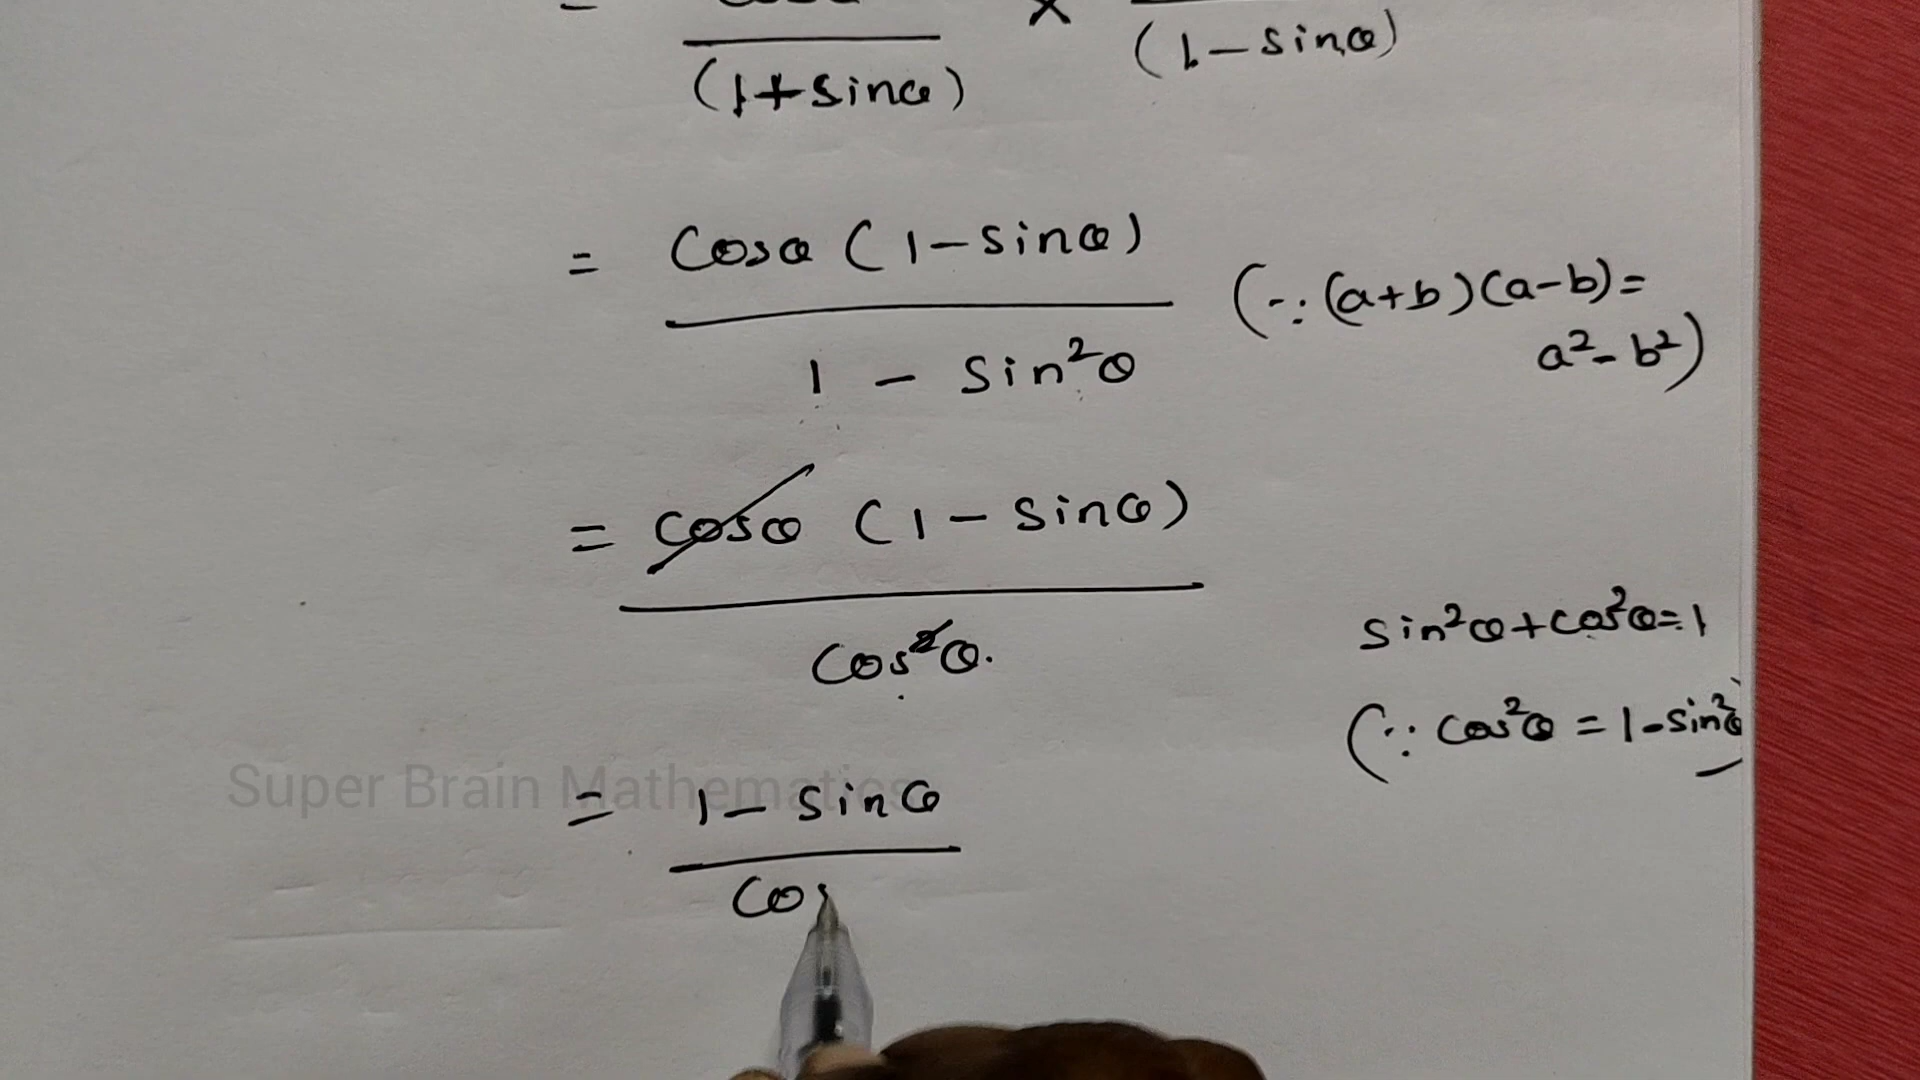 = ×
(1+sinθ) (1-sinθ)
= Cosθ (1-sinθ)
1 - Sin²θ
(∵ (a+b)(a-b)=
a²-b²)
= cosθ (1-sinθ)
Cos²θ.
sin²θ+cos²θ=1
(∵ cos²θ = 1-sin²θ
Super Brain Mathematics
= 1-sinθ
Cos